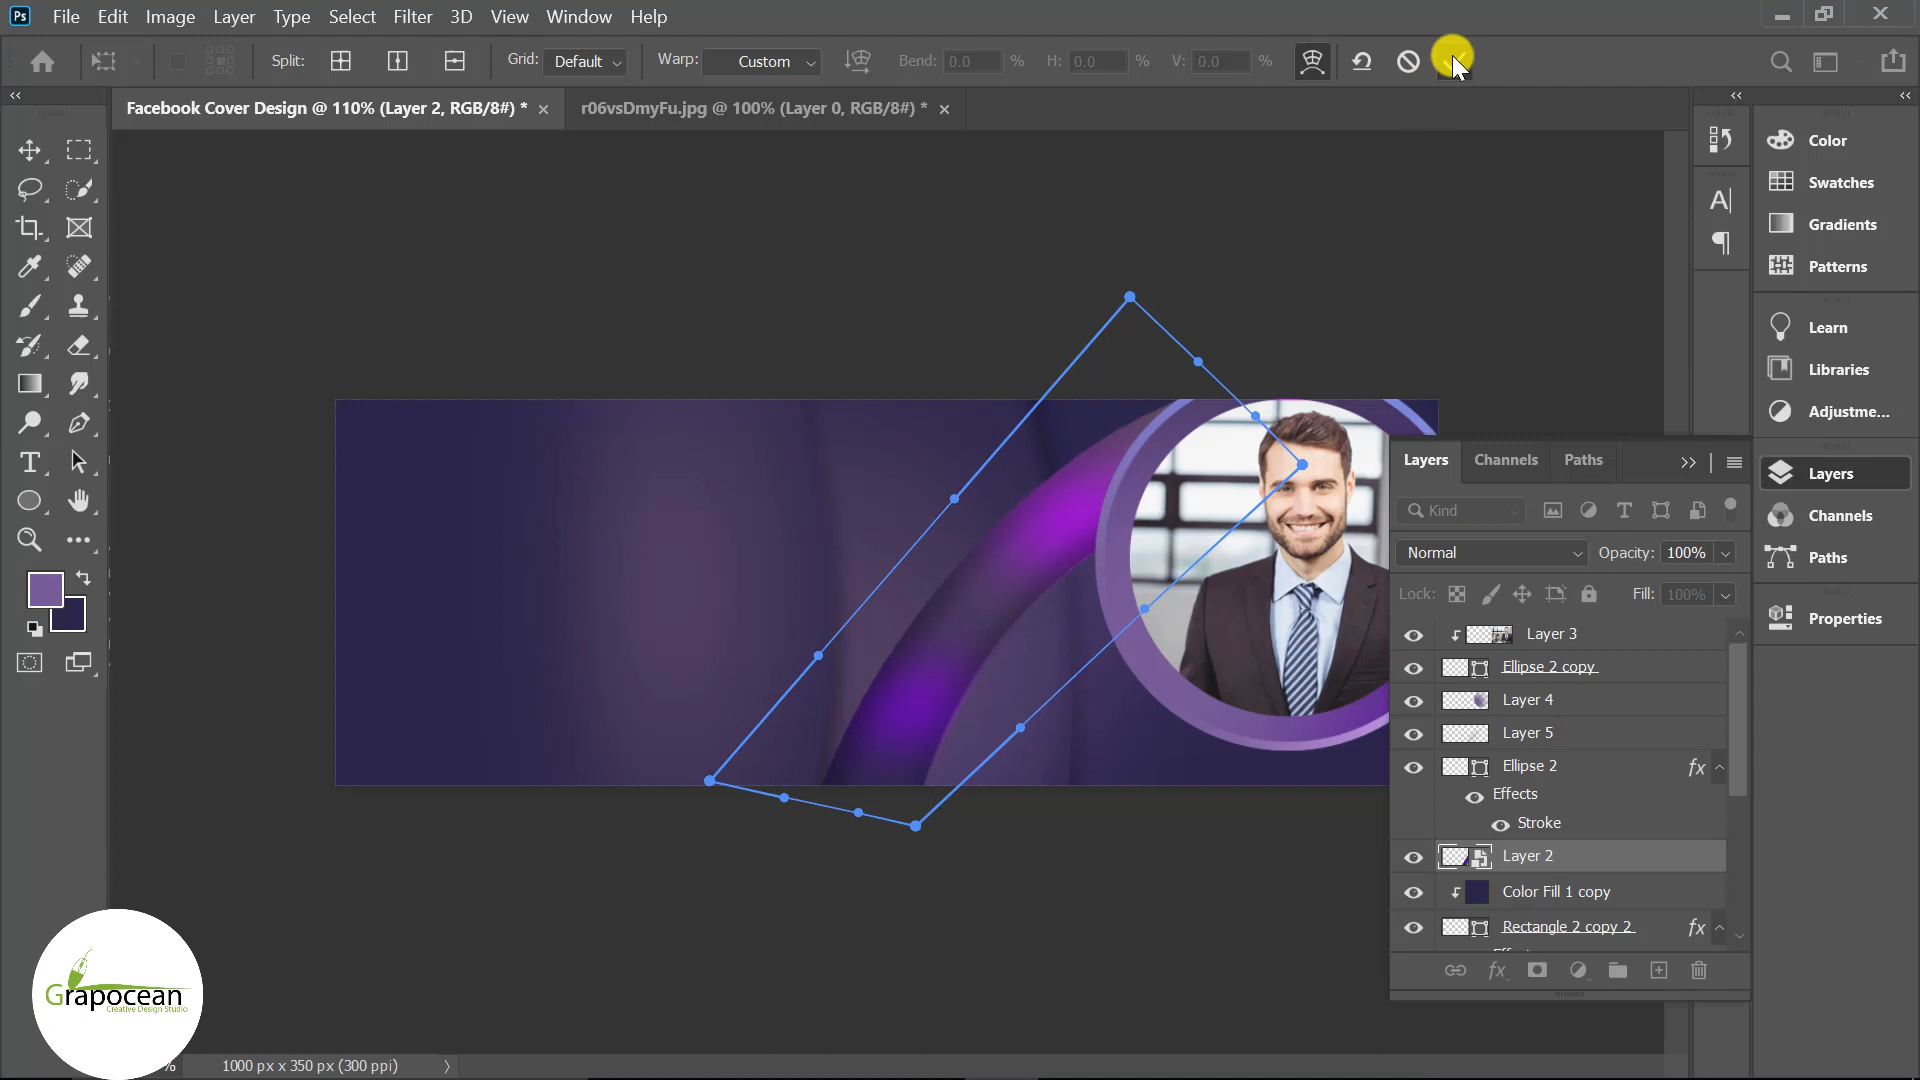 Ps File Edit Image Layer Type Select Filter 3D View Window Help
Split: Grid: Default Warp: Custom Bend: 0.0 % H: 0.0 % V: 0.0 %
Facebook Cover Design @ 110% (Layer 2, RGB/8#) * × r06vsDmyFu.jpg @ 100% (Layer 0, RGB/8#) * ×
Color
Swatches
Gradients
Patterns
Learn
Libraries
Adjustme...
Layers
Channels
Paths
Properties
Layers Channels Paths
Kind
Normal Opacity: 100%
Lock: Fill: 100%
Layer 3
Ellipse 2 copy
Layer 4
Layer 5
Ellipse 2 fx
Effects
Stroke
Layer 2
Color Fill 1 copy
Rectangle 2 copy 2 fx
Grapocean
Creative Design Studio
% 1000 px x 350 px (300 ppi)